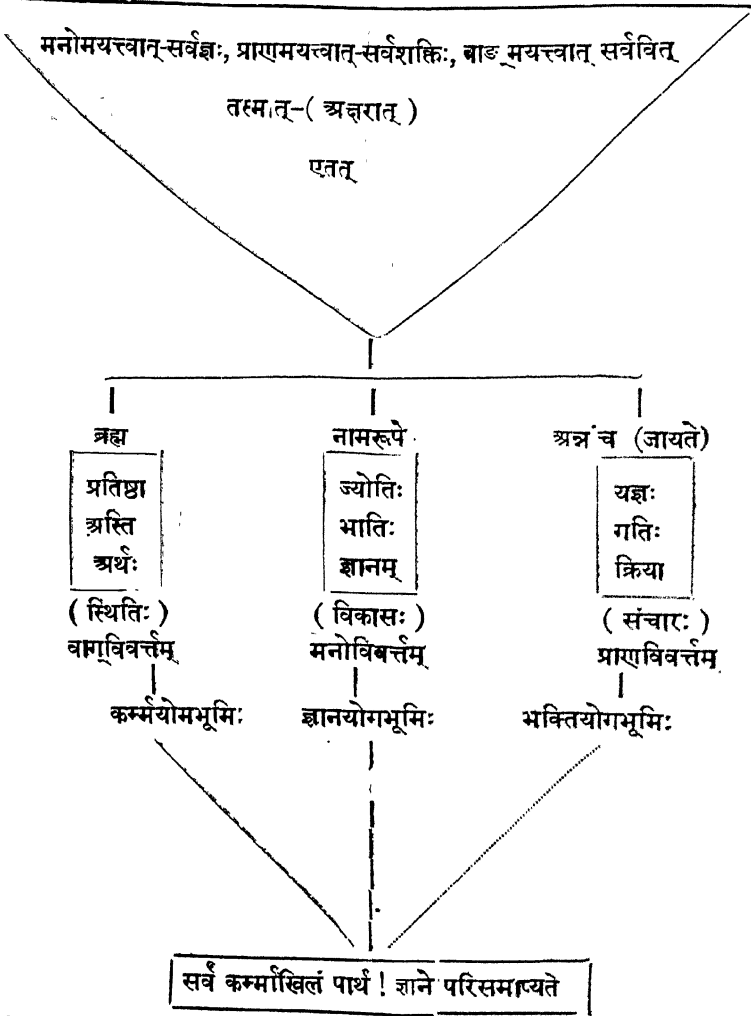 मनोमयत्त्वात्-सर्वज्ञः, प्राणमयत्त्वात्-सर्वशक्तिः, वाङ्मयत्त्वात् सर्ववित्
तस्मात्-( अक्षरात् )
एतत्
ब्रह्म नामरूपे अन्नं च (जायते)
प्रतिष्ठा ज्योतिः यज्ञः
अस्ति भातिः गतिः
अर्थः ज्ञानम् क्रिया
( स्थितिः ) ( विकासः ) ( संचारः )
वाग्विवर्त्तम् मनोविवर्त्तम् प्राणविवर्त्तम्
कर्म्मयोमभूमिः ज्ञानयोगभूमिः भक्तियोगभूमिः
सर्वं कर्म्माखिलं पार्थ ! ज्ञाने परिसमाप्यते